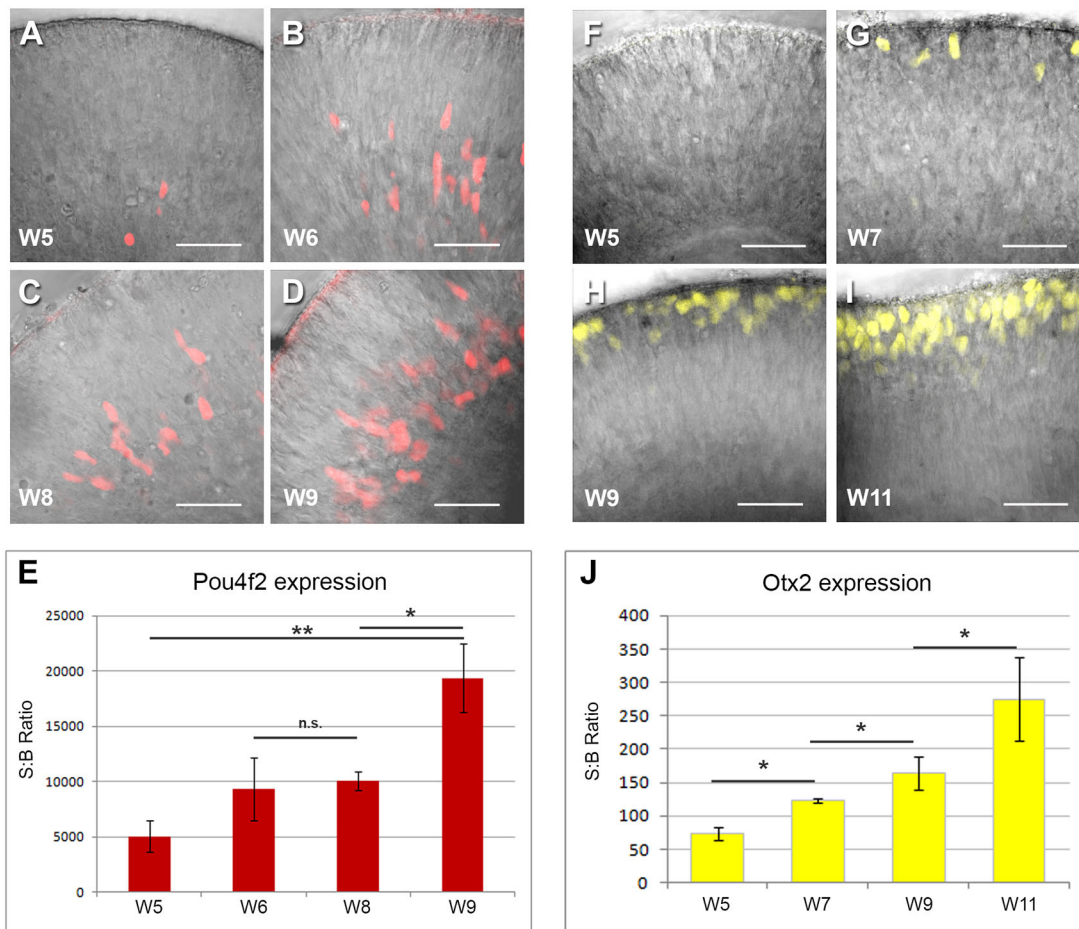 A
W5
B
W6
F
W5
G
W7
C
W8
D
W9
H
W9
I
W11
E
Pou4f2 expression
S:B Ratio
25000
20000
15000
10000
5000
0
**
*
n.s.
W5 W6 W8 W9
J
Otx2 expression
S:B Ratio
400
350
300
250
200
150
100
50
0
*
*
*
W5 W7 W9 W11